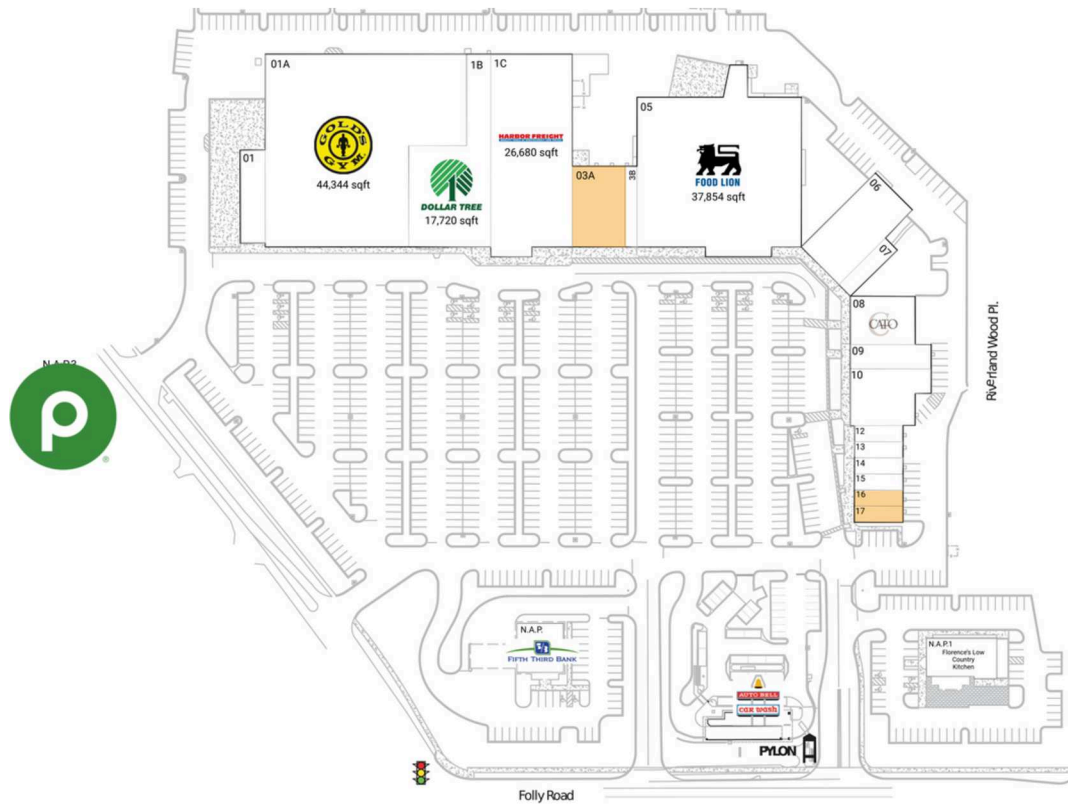 01A
1B
1C
GOLD'S
GYM
44,344 sqft
01
DOLLAR TREE
17,720 sqft
HARBOR FREIGHT
26,680 sqft
03A
3B
05
FOOD LION
37,854 sqft
06
07
08
CATO
09
10
12
13
14
15
16
17
Riverland Wood Pl.
P
N.A.P.
FIFTH THIRD BANK
AUTO BELL
car wash
PYLON
N.A.P.1
Florence's Low
Country
Kitchen
Folly Road